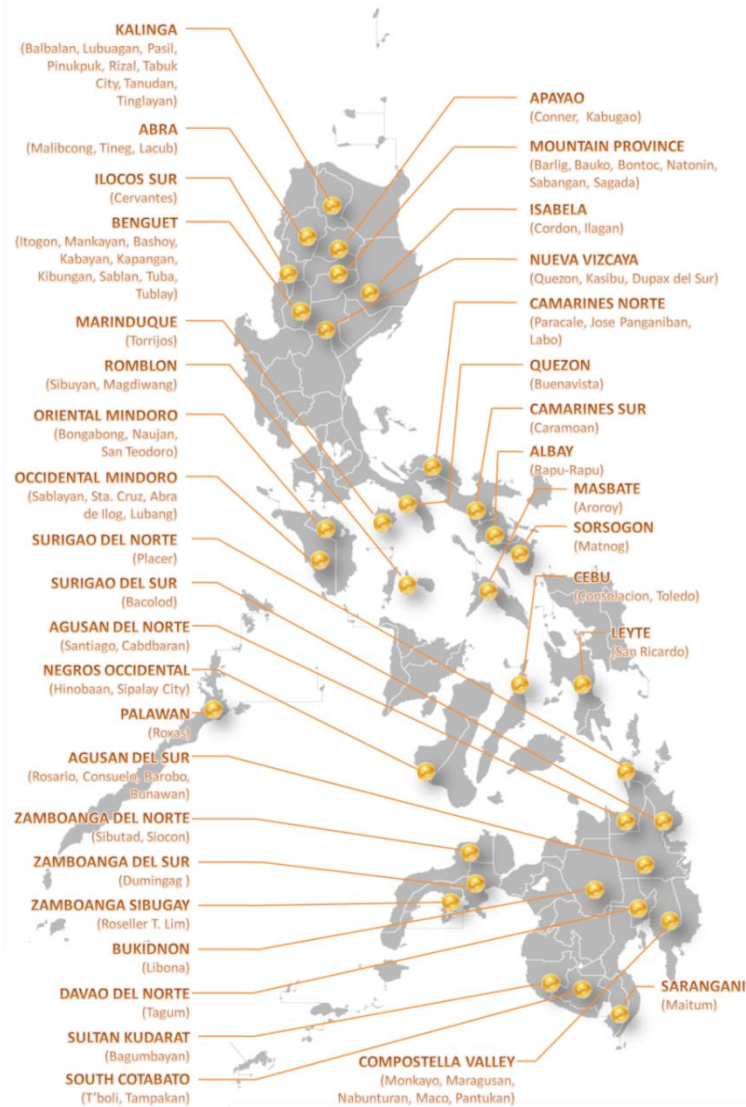 KALINGA
(Balbalan, Lubuagan, Pasil,
Pinukpuk, Rizal, Tabuk
City, Tanudan,
Tinglayan)
ABRA
(Malibcong, Tineg, Lacub)
ILOCOS SUR
(Cervantes)
BENGUET
(Itogon, Mankayan, Bashoy,
Kabayan, Kapangan,
Kibungan, Sablan, Tuba,
Tublay)
MARINDUQUE
(Torrijos)
ROMBLON
(Sibuyan, Magdiwang)
ORIENTAL MINDORO
(Bongabong, Naujan,
San Teodoro)
OCCIDENTAL MINDORO
(Sablayan, Sta. Cruz, Abra
de Ilog, Lubang)
SURIGAO DEL NORTE
(Placer)
SURIGAO DEL SUR
(Bacolod)
AGUSAN DEL NORTE
(Santiago, Cabdbaran)
NEGROS OCCIDENTAL
(Hinobaan, Sipalay City)
PALAWAN
(Roxas)
AGUSAN DEL SUR
(Rosario, Consuelo, Barobo,
Bunawan)
ZAMBOANGA DEL NORTE
(Sibutad, Siocon)
ZAMBOANGA DEL SUR
(Dumingag )
ZAMBOANGA SIBUGAY
(Roseller T. Lim)
BUKIDNON
(Libona)
DAVAO DEL NORTE
(Tagum)
SULTAN KUDARAT
(Bagumbayan)
SOUTH COTABATO
(T'boli, Tampakan)
APAYAO
(Conner, Kabugao)
MOUNTAIN PROVINCE
(Barlig, Bauko, Bontoc, Natonin,
Sabangan, Sagada)
ISABELA
(Cordon, Ilagan)
NUEVA VIZCAYA
(Quezon, Kasibu, Dupax del Sur)
CAMARINES NORTE
(Paracale, Jose Panganiban,
Labo)
QUEZON
(Buenavista)
CAMARINES SUR
(Caramoan)
ALBAY
(Rapu-Rapu)
MASBATE
(Aroroy)
SORSOGON
(Matnog)
CEBU
(Consolacion, Toledo)
LEYTE
(San Ricardo)
SARANGANI
(Maitum)
COMPOSTELLA VALLEY
(Monkayo, Maragusan,
Nabunturan, Maco, Pantukan)